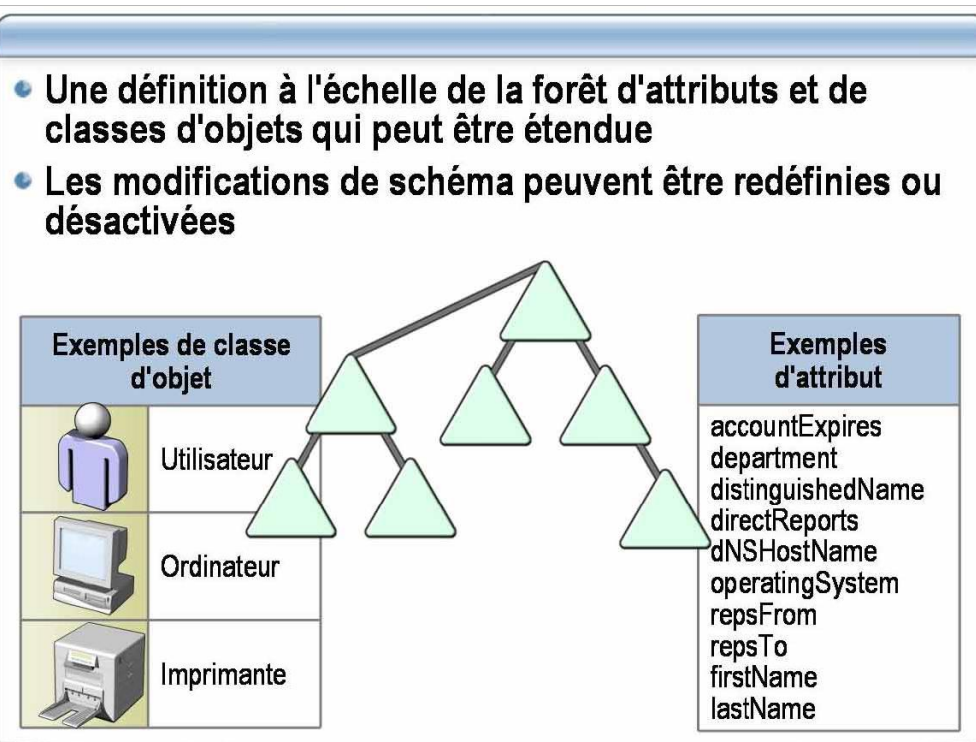 Une définition à l'échelle de la forêt d'attributs et de
classes d'objets qui peut être étendue
Les modifications de schéma peuvent être redéfinies ou
désactivées
Exemples de classe
d'objet
Utilisateur
Ordinateur
Imprimante
Exemples
d'attribut
accountExpires
department
distinguishedName
directReports
dNSHostName
operatingSystem
repsFrom
repsTo
firstName
lastName